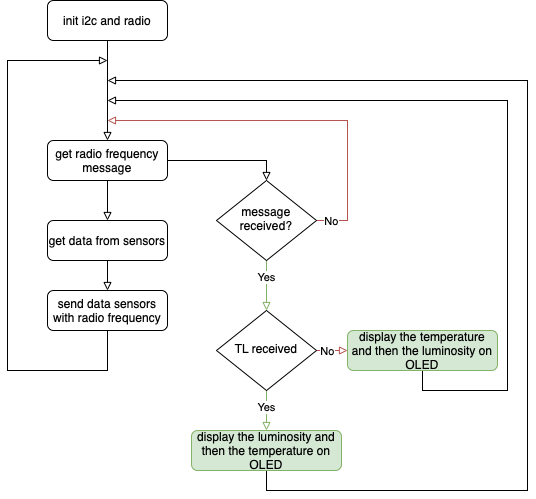 init i2c and radio
get radio frequency
message
message
received?
No
get data from sensors
Yes
send data sensors
with radio frequency
TL received
No
display the temperature
and then the luminosity on
OLED
Yes
display the luminosity and
then the temperature on
OLED